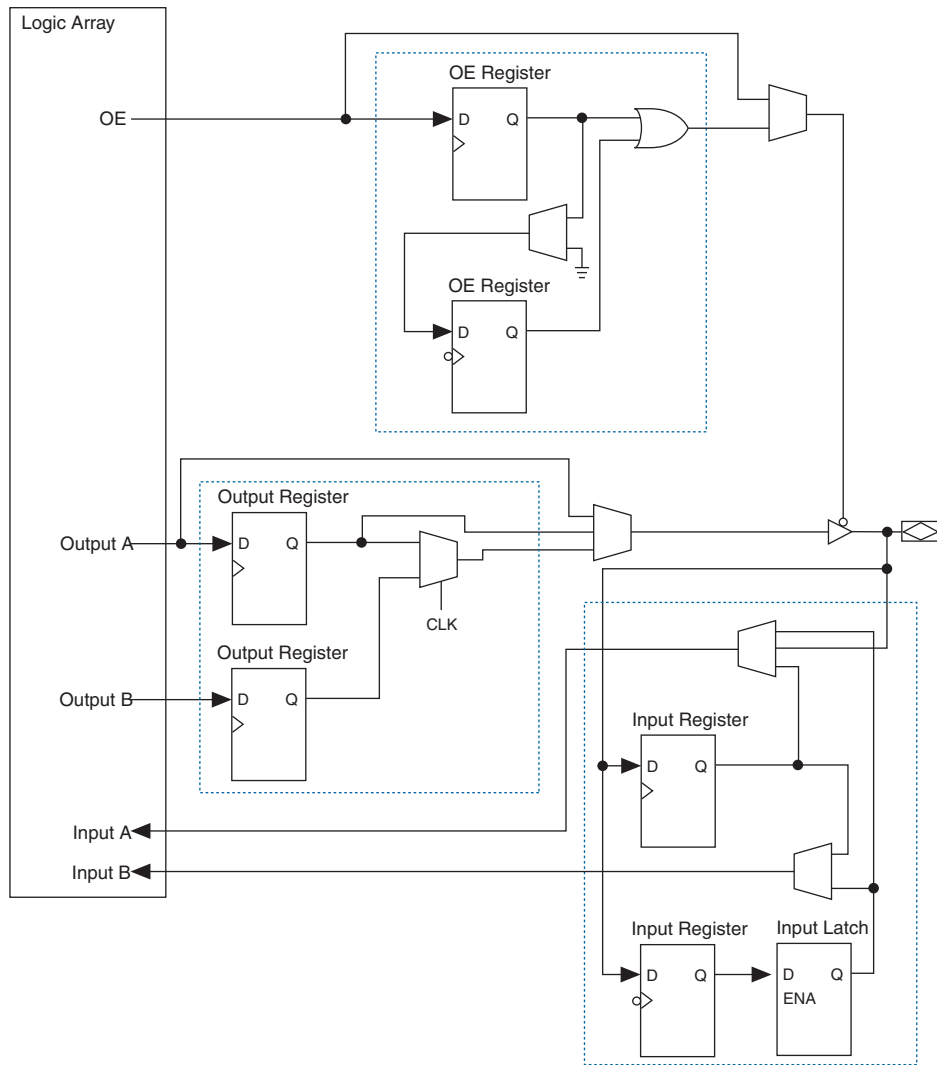 Logic Array
OE
OE Register
D Q
OE Register
D Q
Output A
Output Register
D Q
CLK
Output B
Output Register
D Q
Input A
Input B
Input Register
D Q
Input Register
D Q
Input Latch
D Q
ENA